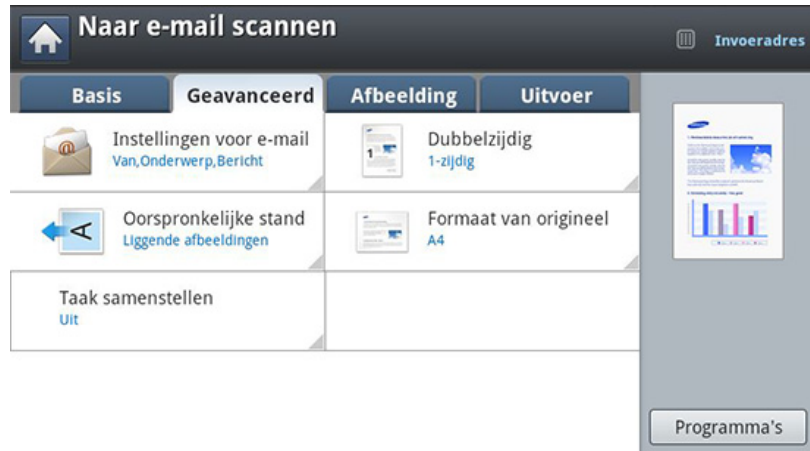 Naar e-mail scannen
Invoeradres
Basis
Geavanceerd
Afbeelding
Uitvoer
Instellingen voor e-mail
Van,Onderwerp,Bericht
Dubbelzijdig
1-zijdig
Oorspronkelijke stand
Liggende afbeeldingen
Formaat van origineel
A4
Taak samenstellen
Uit
Programma's